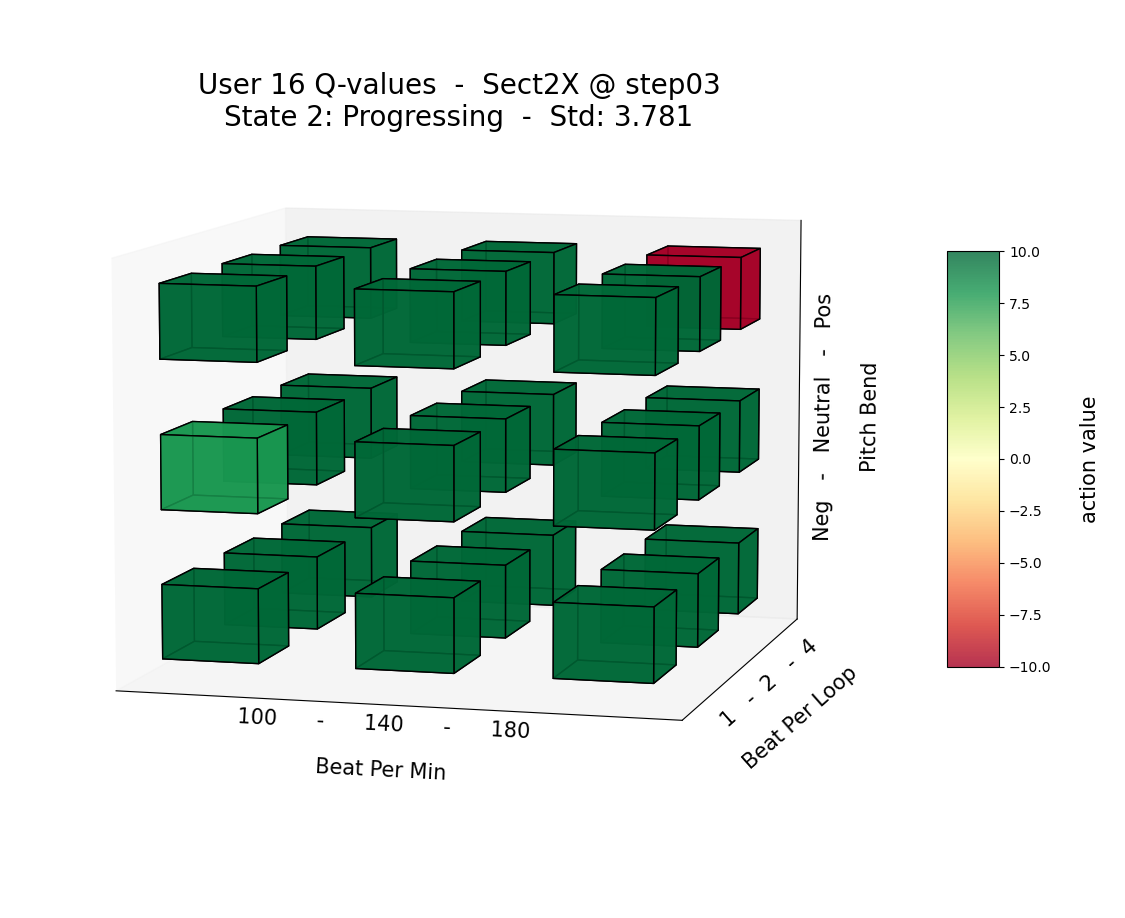 User 16 Q-values  -  Sect2X @ step03
State 2: Progressing  -  Std: 3.781
Neg  -  Neutral  -  Pos
Pitch Bend
1  -  2  -  4
Beat Per Loop
100  -  140  -  180
Beat Per Min
10.0
7.5
5.0
2.5
0.0
−2.5
−5.0
−7.5
−10.0
action value